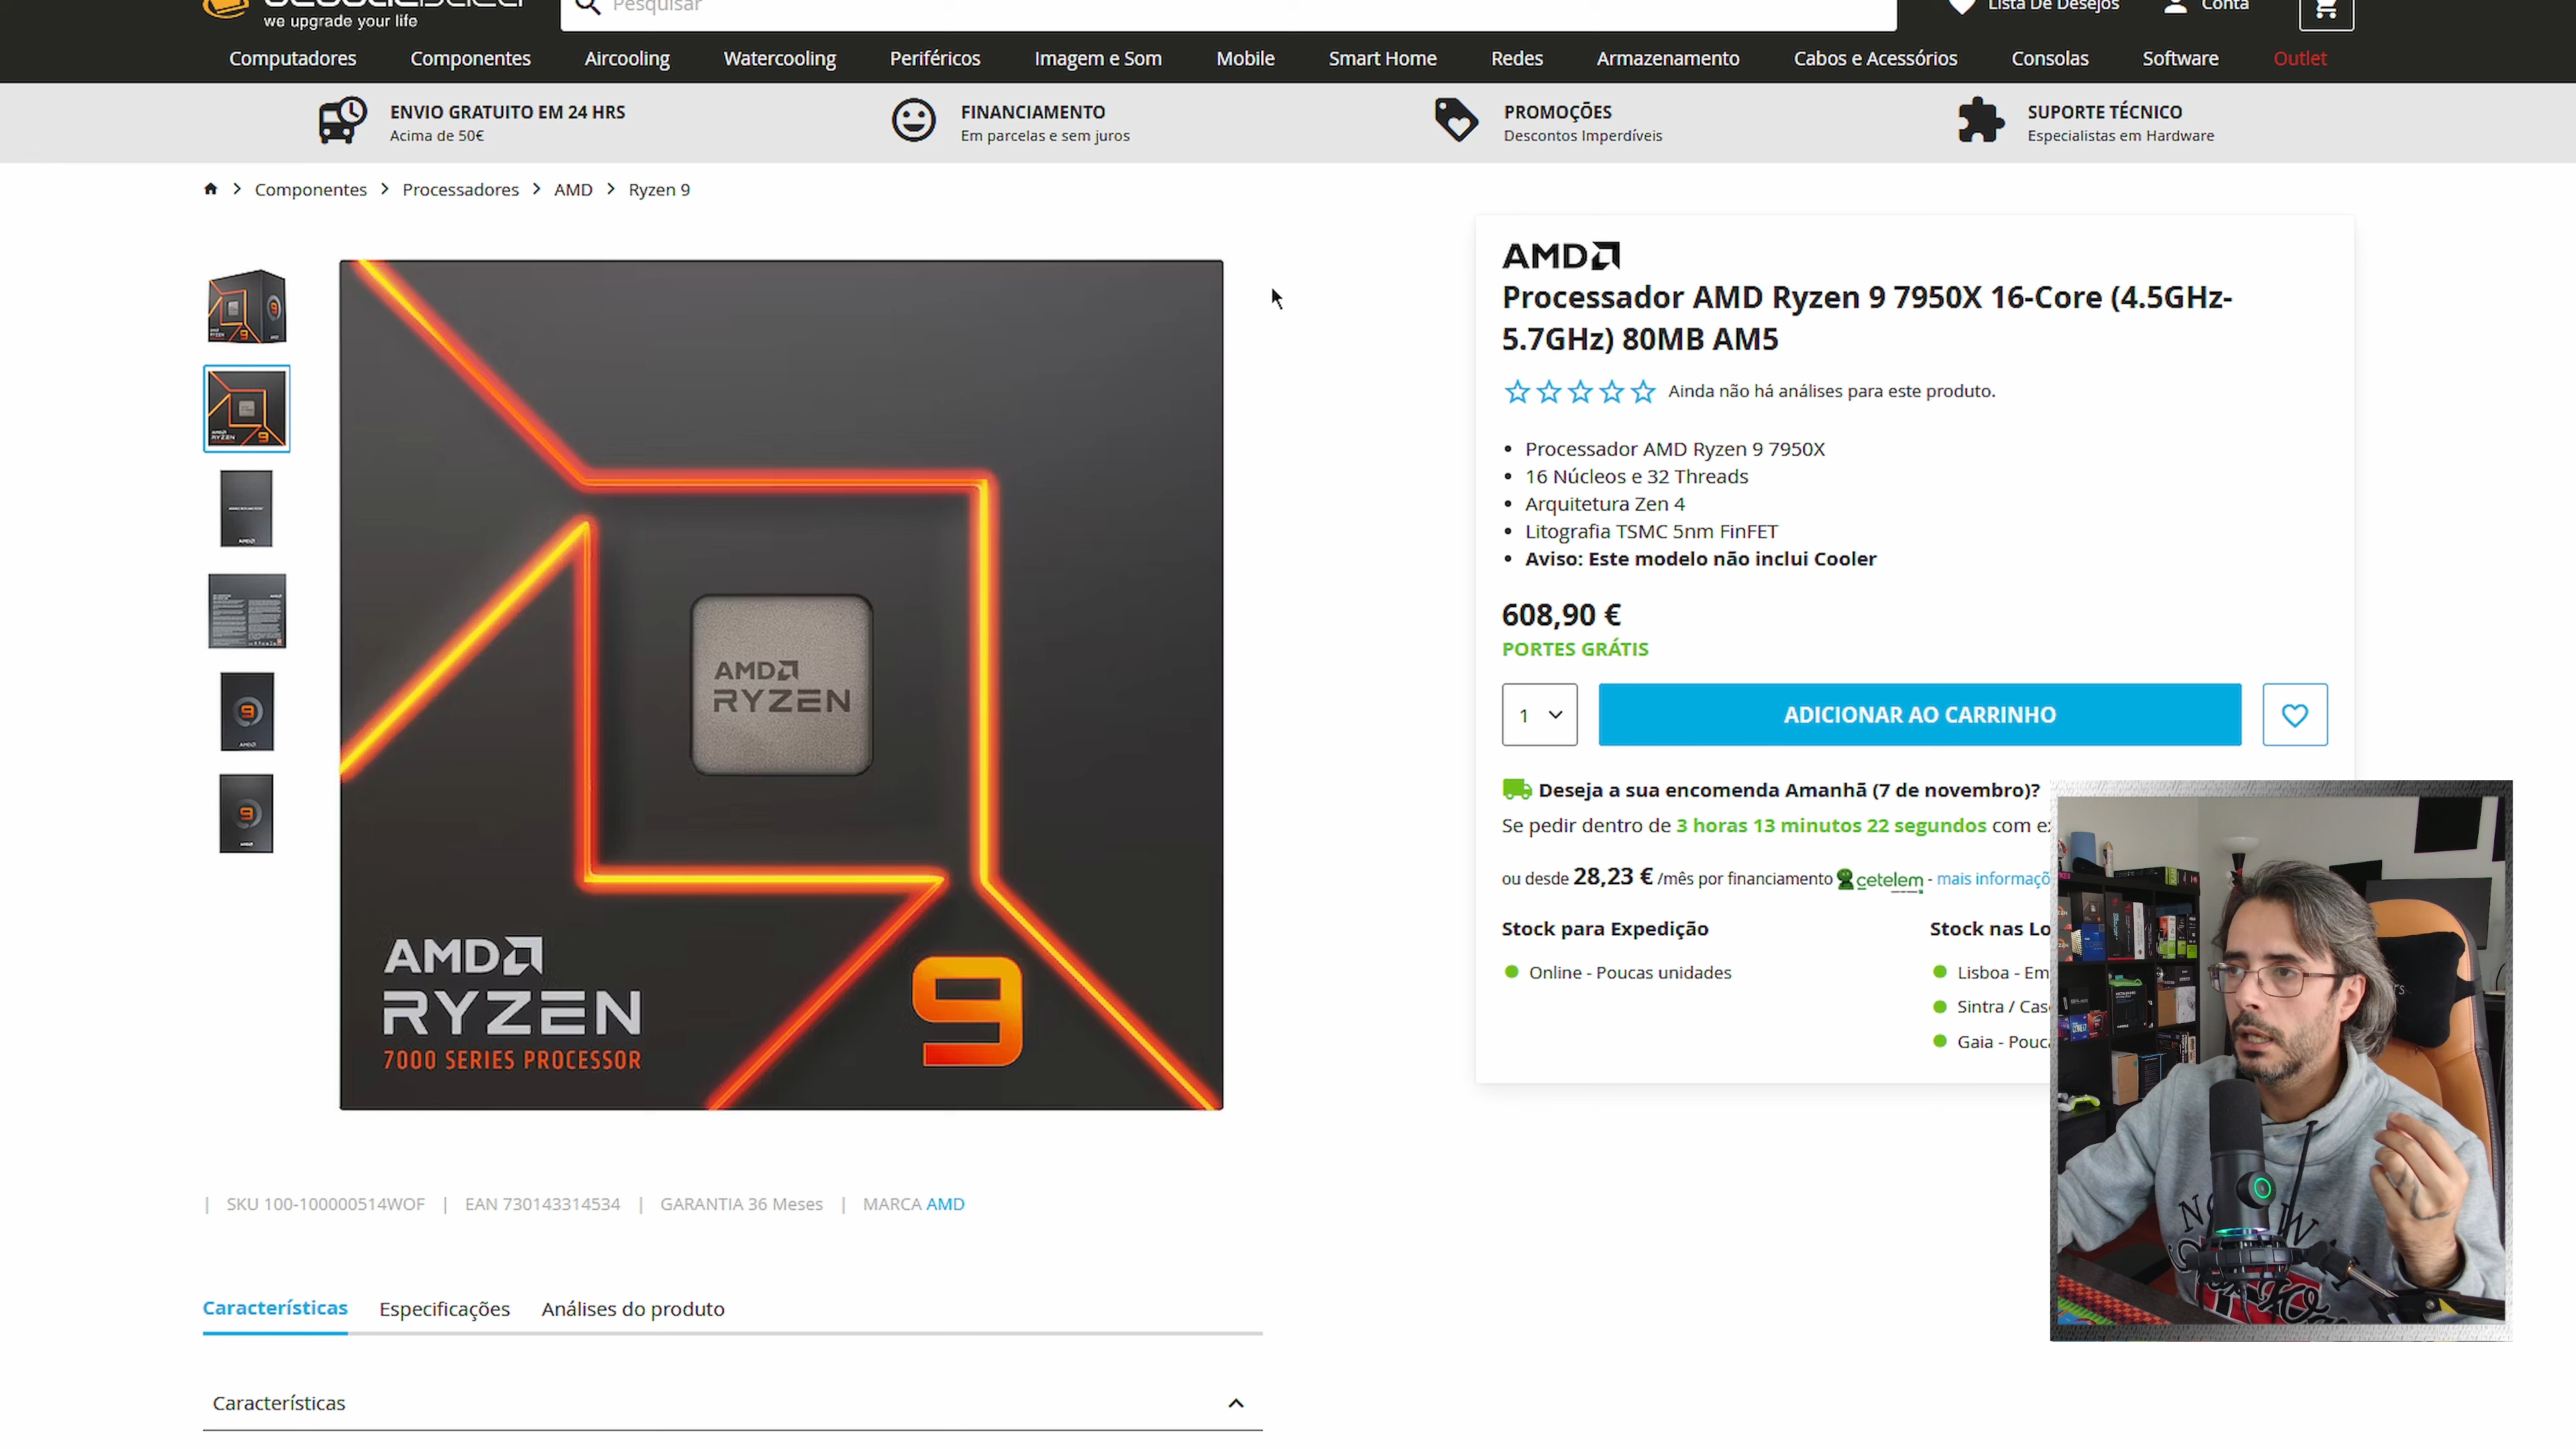 we upgrade your life
Pesquisar
Lista De Desejos
Conta
Computadores
Componentes
Aircooling
Watercooling
Periféricos
Imagem e Som
Mobile
Smart Home
Redes
Armazenamento
Cabos e Acessórios
Consolas
Software
Outlet
ENVIO GRATUITO EM 24 HRS
Acima de 50€
FINANCIAMENTO
Em parcelas e sem juros
PROMOÇÕES
Descontos Imperdíveis
SUPORTE TÉCNICO
Especialistas em Hardware
Componentes > Processadores > AMD > Ryzen 9
AMD
RYZEN
AMD
RYZEN
7000 SERIES PROCESSOR
9
AMD
Processador AMD Ryzen 9 7950X 16-Core (4.5GHz-
5.7GHz) 80MB AM5
Ainda não há análises para este produto.
• Processador AMD Ryzen 9 7950X
• 16 Núcleos e 32 Threads
• Arquitetura Zen 4
• Litografia TSMC 5nm FinFET
• Aviso: Este modelo não inclui Cooler
608,90 €
PORTES GRÁTIS
1
ADICIONAR AO CARRINHO
Deseja a sua encomenda Amanhã (7 de novembro)?
Se pedir dentro de 3 horas 13 minutos 22 segundos com
ou desde 28,23 € /mês por financiamento cetelem - mais
Stock para Expedição
Online - Poucas unidades
Stock nas
Lisboa -
Sintra /
Gaia -
| SKU 100-100000514WOF | EAN 730143314534 | GARANTIA 36 Meses | MARCA AMD
Características
Especificações
Análises do produto
Características